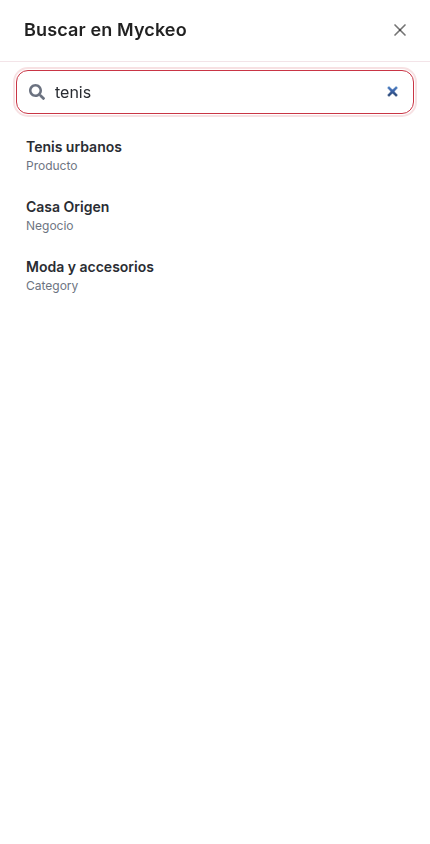 Buscar en Myckeo
tenis
Tenis urbanos
Producto
Casa Origen
Negocio
Moda y accesorios
Category